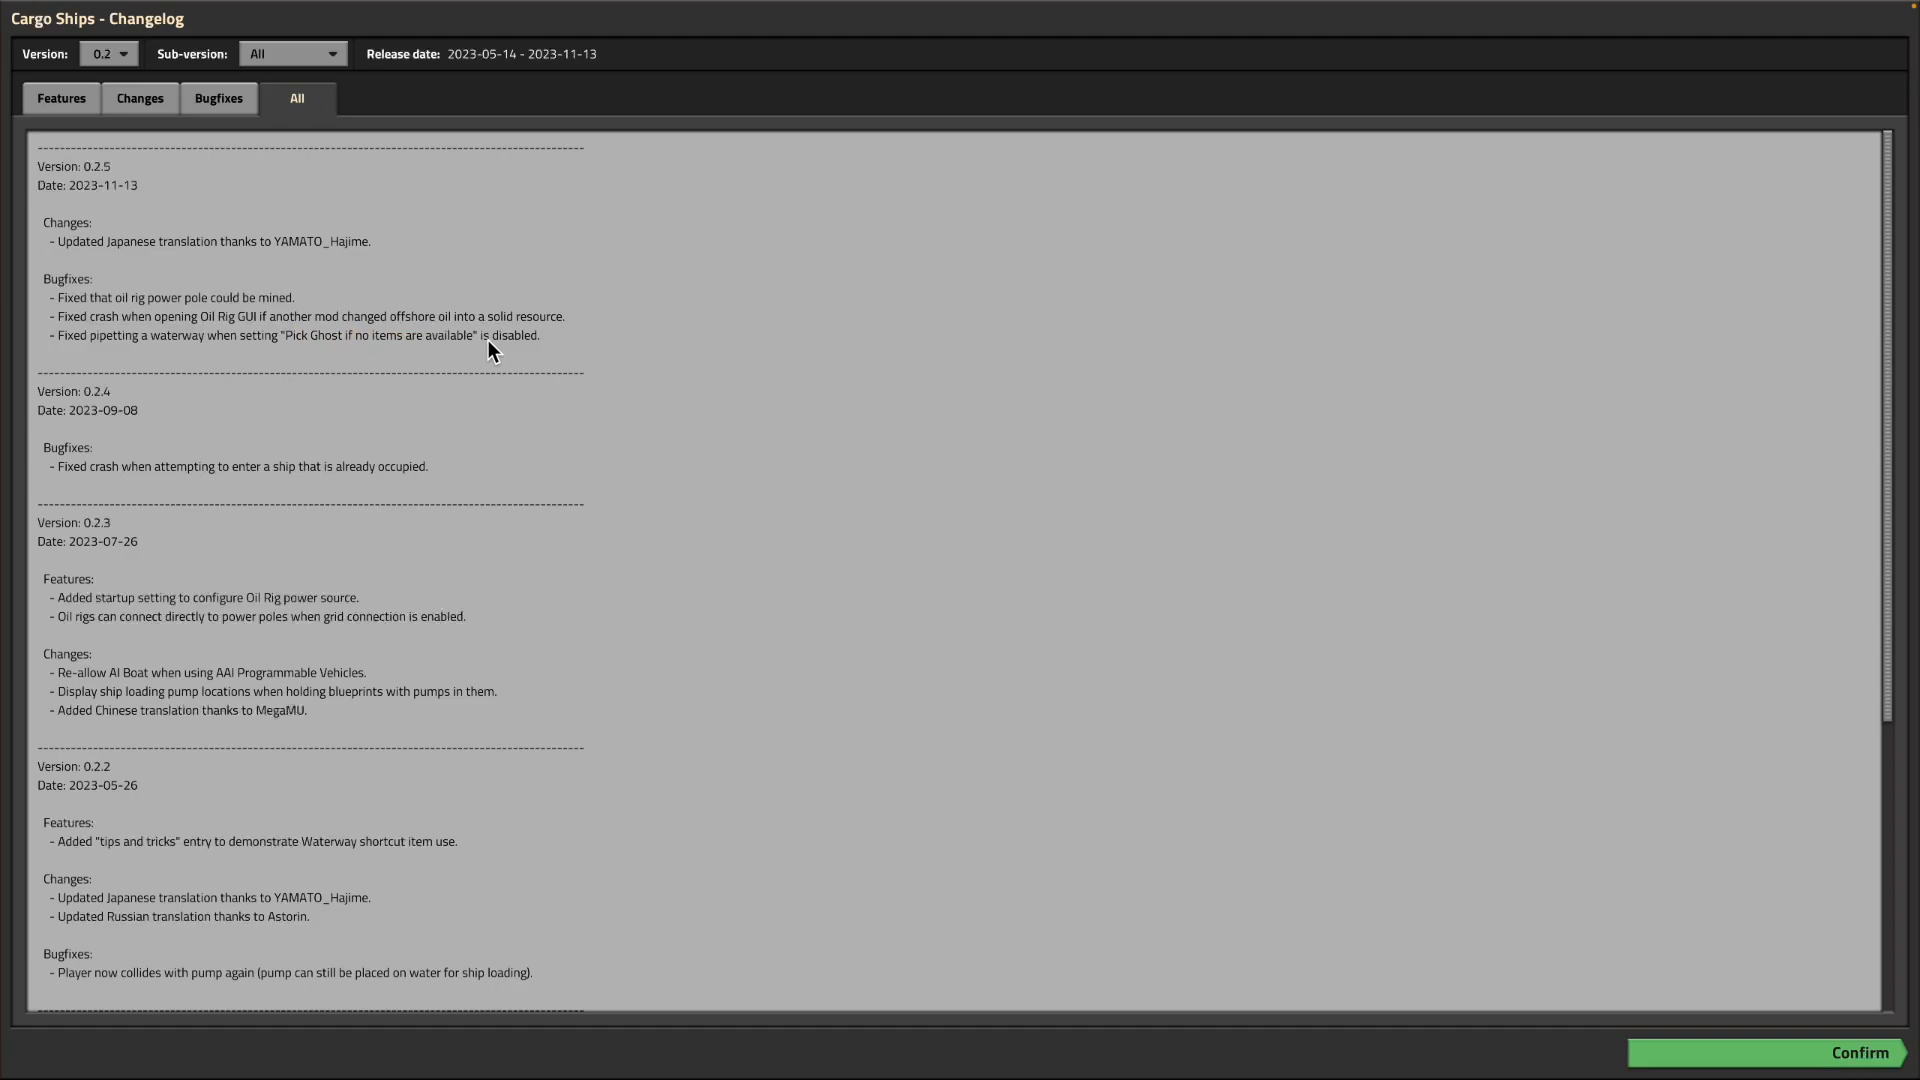 Cargo Ships - Changelog
Version: 0.2 Sub-version: All Release date: 2023-05-14 - 2023-11-13
Features Changes Bugfixes All
--------------------------------------------------------------------------------------------------
Version: 0.2.5
Date: 2023-11-13
Changes:
- Updated Japanese translation thanks to YAMATO_Hajime.
Bugfixes:
- Fixed that oil rig power pole could be mined.
- Fixed crash when opening Oil Rig GUI if another mod changed offshore oil into a solid resource.
- Fixed pipetting a waterway when setting "Pick Ghost if no items are available" is disabled.
--------------------------------------------------------------------------------------------------
Version: 0.2.4
Date: 2023-09-08
Bugfixes:
- Fixed crash when attempting to enter a ship that is already occupied.
--------------------------------------------------------------------------------------------------
Version: 0.2.3
Date: 2023-07-26
Features:
- Added startup setting to configure Oil Rig power source.
- Oil rigs can connect directly to power poles when grid connection is enabled.
Changes:
- Re-allow AI Boat when using AAI Programmable Vehicles.
- Display ship loading pump locations when holding blueprints with pumps in them.
- Added Chinese translation thanks to MegaMU.
--------------------------------------------------------------------------------------------------
Version: 0.2.2
Date: 2023-05-26
Features:
- Added "tips and tricks" entry to demonstrate Waterway shortcut item use.
Changes:
- Updated Japanese translation thanks to YAMATO_Hajime.
- Updated Russian translation thanks to Astorin.
Bugfixes:
- Player now collides with pump again (pump can still be placed on water for ship loading).
--------------------------------------------------------------------------------------------------
Confirm